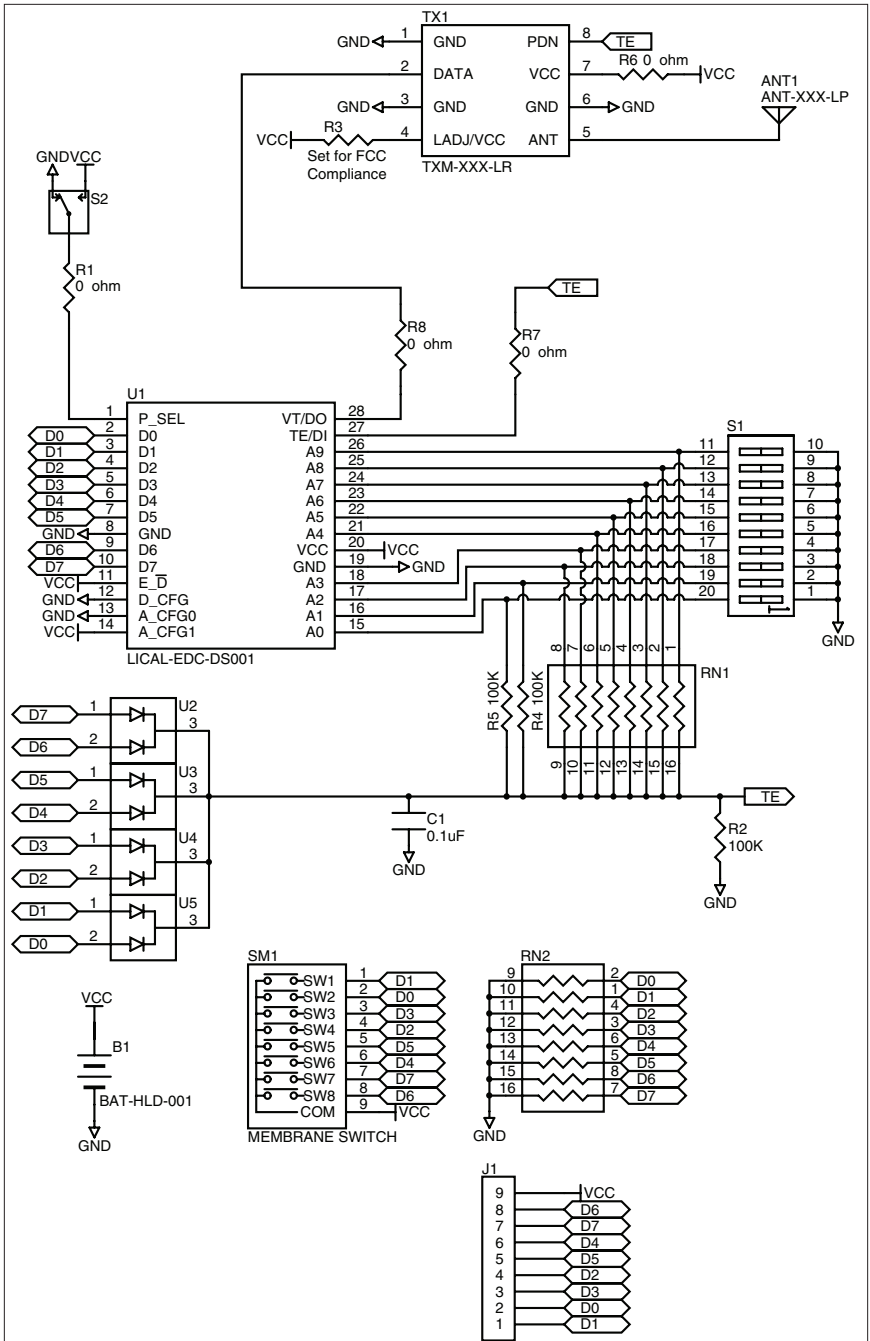 TX1
GND 1 GND PDN 8 TE
2 DATA VCC 7 R6 0 ohm VCC
GND 3 GND GND 6 GND
VCC R3 4 LADJ/VCC ANT 5
Set for FCC
Compliance
TXM-XXX-LR
ANT1
ANT-XXX-LP
GND VCC
S2
R1
0 ohm
R8
0 ohm
TE
R7
0 ohm
U1
1 P_SEL VT/DO 28
D0 2 D0 TE/DI 27
D1 3 D1 A9 26
D2 4 D2 A8 25
D3 5 D3 A7 24
D4 6 D4 A6 23
D5 7 D5 A5 22
GND 8 GND A4 21
D6 9 D6 VCC 20 VCC
D7 10 D7 GND 19 GND
VCC 11 E_D A3 18
GND 12 D_CFG A2 17
GND 13 A_CFG0 A1 16
VCC 14 A_CFG1 A0 15
LICAL-EDC-DS001
S1
11 10
12 9
13 8
14 7
15 6
16 5
17 4
18 3
19 2
20 1
GND
8 7 6 5 4 3 2 1
R5 100K
R4 100K
RN1
9 10 11 12 13 14 15 16
D7 1 U2
3
D6 2
D5 1 U3
3
D4 2
D3 1 U4
3
D2 2
D1 1 U5
3
D0 2
C1
0.1uF
GND
TE
R2
100K
GND
VCC
B1
BAT-HLD-001
GND
SM1
SW1 1 D1
SW2 2 D0
SW3 3 D3
SW4 4 D2
SW5 5 D5
SW6 6 D4
SW7 7 D7
SW8 8 D6
COM 9 VCC
MEMBRANE SWITCH
RN2
9 2 D0
10 1 D1
11 4 D2
12 3 D3
13 6 D4
14 5 D5
15 8 D6
16 7 D7
GND
J1
9 VCC
8 D6
7 D7
6 D4
5 D5
4 D2
3 D3
2 D0
1 D1